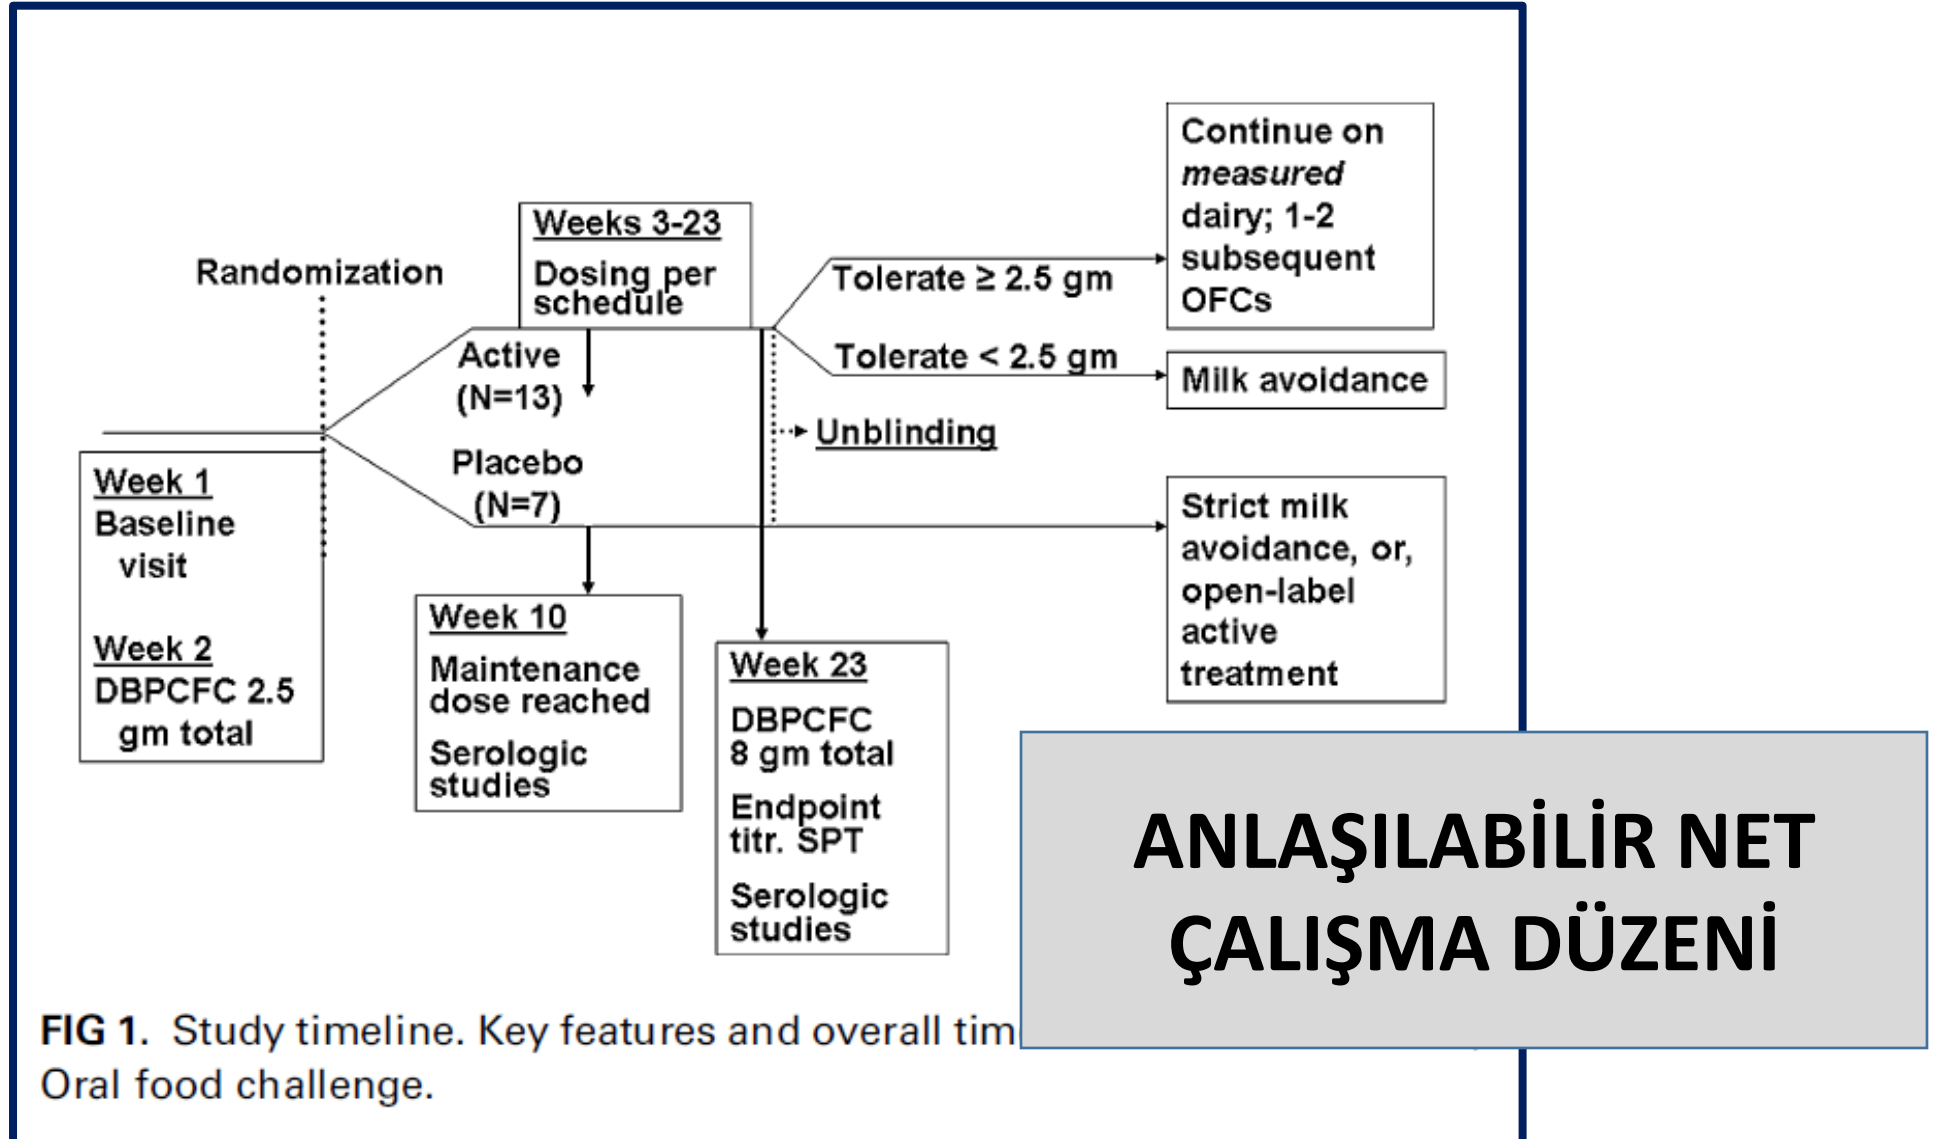 Randomization
Weeks 3-23
Dosing per
schedule
Active
(N=13)
Placebo
(N=7)
Week 1
Baseline
visit
Week 2
DBPCFC 2.5
gm total
Week 10
Maintenance
dose reached
Serologic
studies
Week 23
DBPCFC
8 gm total
Endpoint
titr. SPT
Serologic
studies
Tolerate ≥ 2.5 gm
Tolerate < 2.5 gm
Unblinding
Continue on
measured
dairy; 1-2
subsequent
OFCs
Milk avoidance
Strict milk
avoidance, or,
open-label
active
treatment
ANLAŞILABİLİR NET
ÇALIŞMA DÜZENİ
FIG 1. Study timeline. Key features and overall
Oral food challenge.